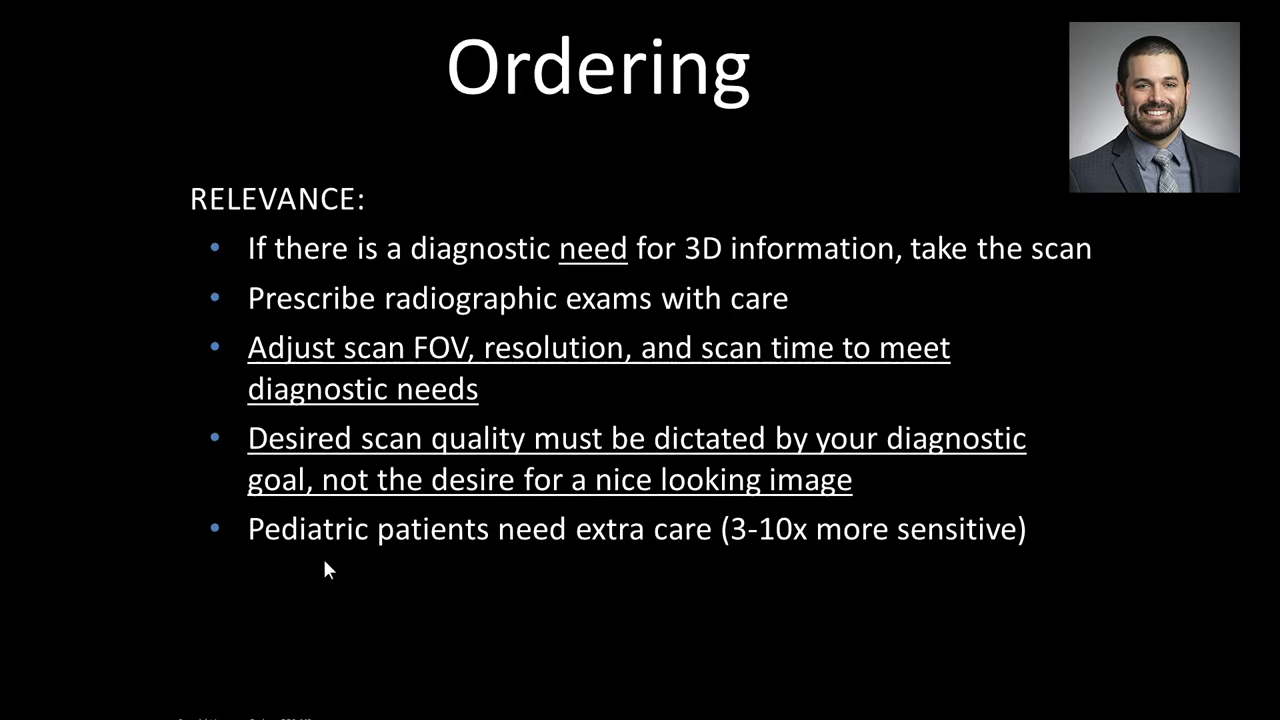 Ordering
RELEVANCE:
• If there is a diagnostic need for 3D information, take the scan
• Prescribe radiographic exams with care
• Adjust scan FOV, resolution, and scan time to meet
diagnostic needs
• Desired scan quality must be dictated by your diagnostic
goal, not the desire for a nice looking image
• Pediatric patients need extra care (3-10x more sensitive)